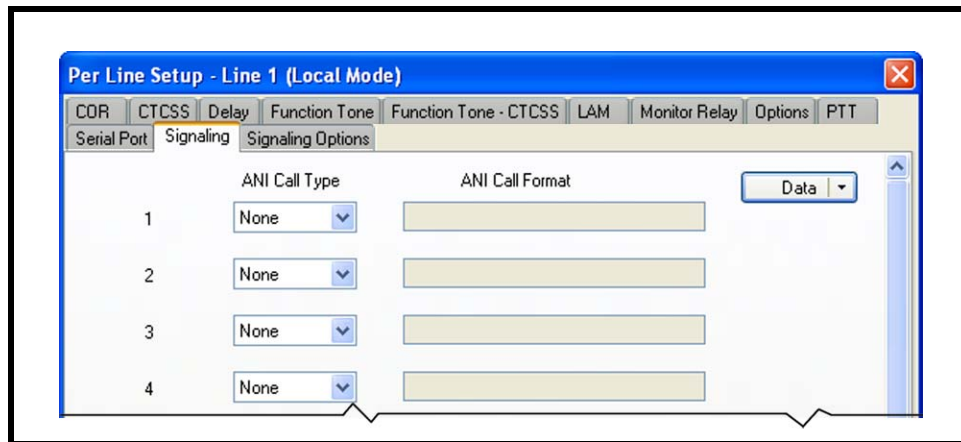 Per Line Setup - Line 1 (Local Mode)
COR CTCSS Delay Function Tone Function Tone - CTCSS LAM Monitor Relay Options PTT
Serial Port Signaling Signaling Options
ANI Call Type ANI Call Format Data
1 None
2 None
3 None
4 None